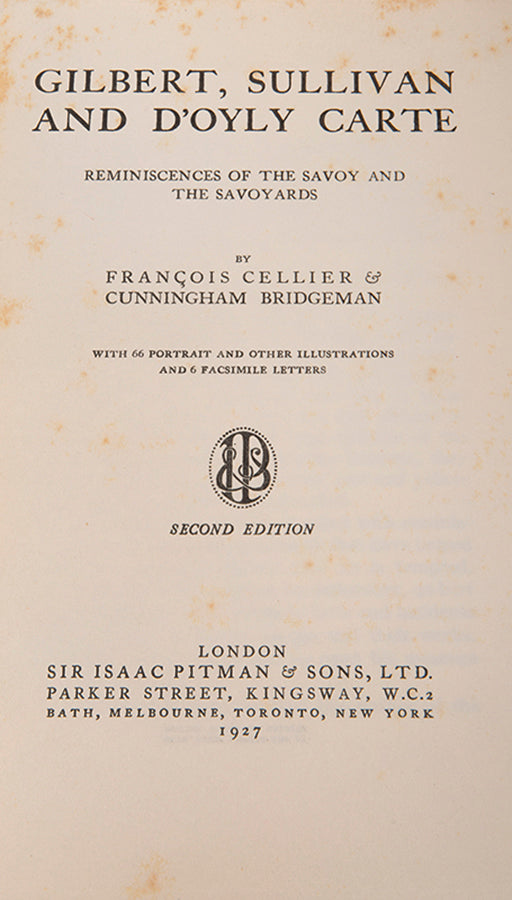 GILBERT, SULLIVAN
AND D'OYLY CARTE
REMINISCENCES OF THE SAVOY AND
THE SAVOYARDS
BY
FRANÇOIS CELLIER &
CUNNINGHAM BRIDGEMAN
WITH 66 PORTRAIT AND OTHER ILLUSTRATIONS
AND 6 FACSIMILE LETTERS
SECOND EDITION
LONDON
SIR ISAAC PITMAN & SONS, LTD.
PARKER STREET, KINGSWAY, W.C.2
BATH, MELBOURNE, TORONTO, NEW YORK
1927